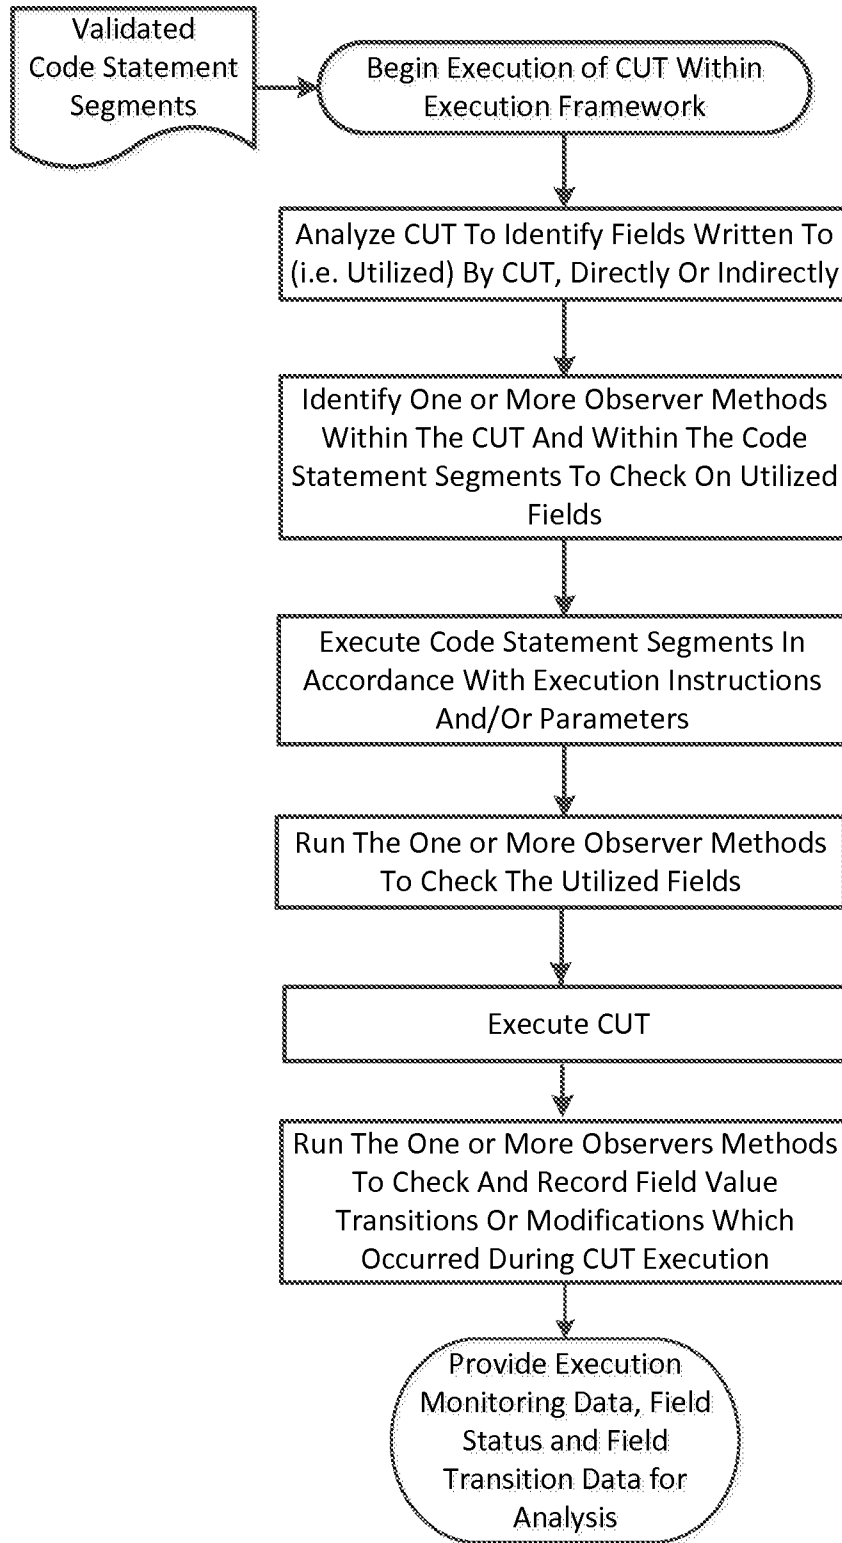 Validated
Code Statement
Segments
Begin Execution of CUT Within
Execution Framework
Analyze CUT To Identify Fields Written To
(i.e. Utilized) By CUT, Directly Or Indirectly
Identify One or More Observer Methods
Within The CUT And Within The Code
Statement Segments To Check On Utilized
Fields
Execute Code Statement Segments In
Accordance With Execution Instructions
And/Or Parameters
Run The One or More Observer Methods
To Check The Utilized Fields
Execute CUT
Run The One or More Observers Methods
To Check And Record Field Value
Transitions Or Modifications Which
Occurred During CUT Execution
Provide Execution
Monitoring Data, Field
Status and Field
Transition Data for
Analysis